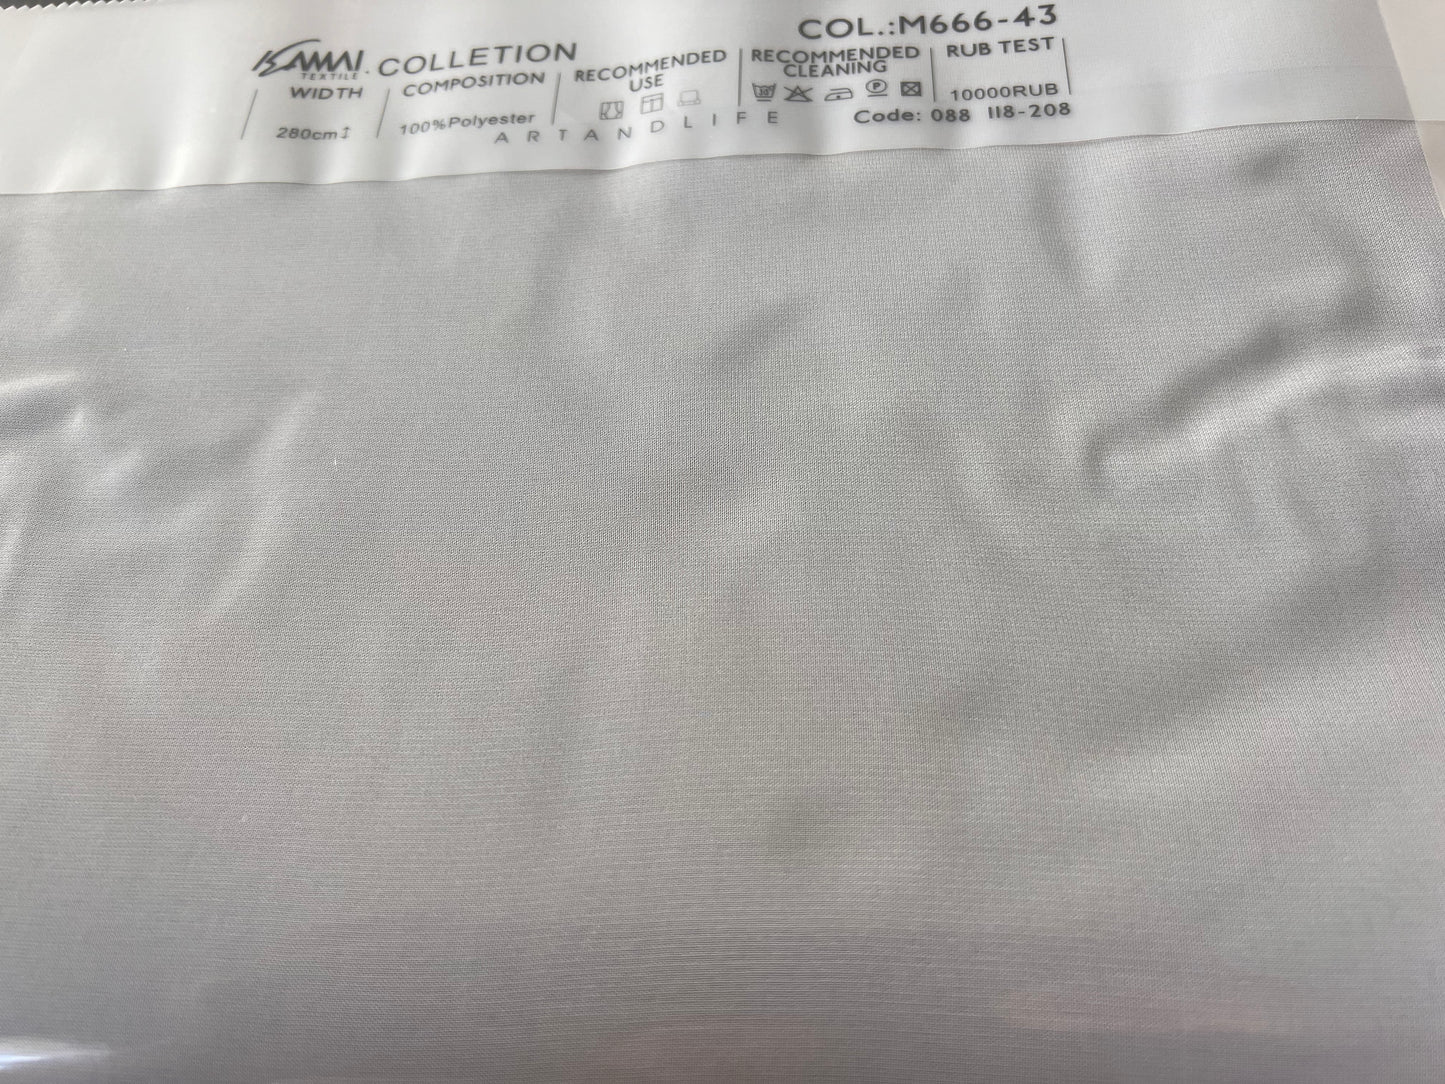 COL.:M666-43
KAMAI TEXTILE. COLLETION
WIDTH
280cm↕
COMPOSITION
100%Polyester
RECOMMENDED
USE
RECOMMENDED
CLEANING
30
P
RUB TEST
10000RUB
ARTANDLIFE
Code: 088 118-208